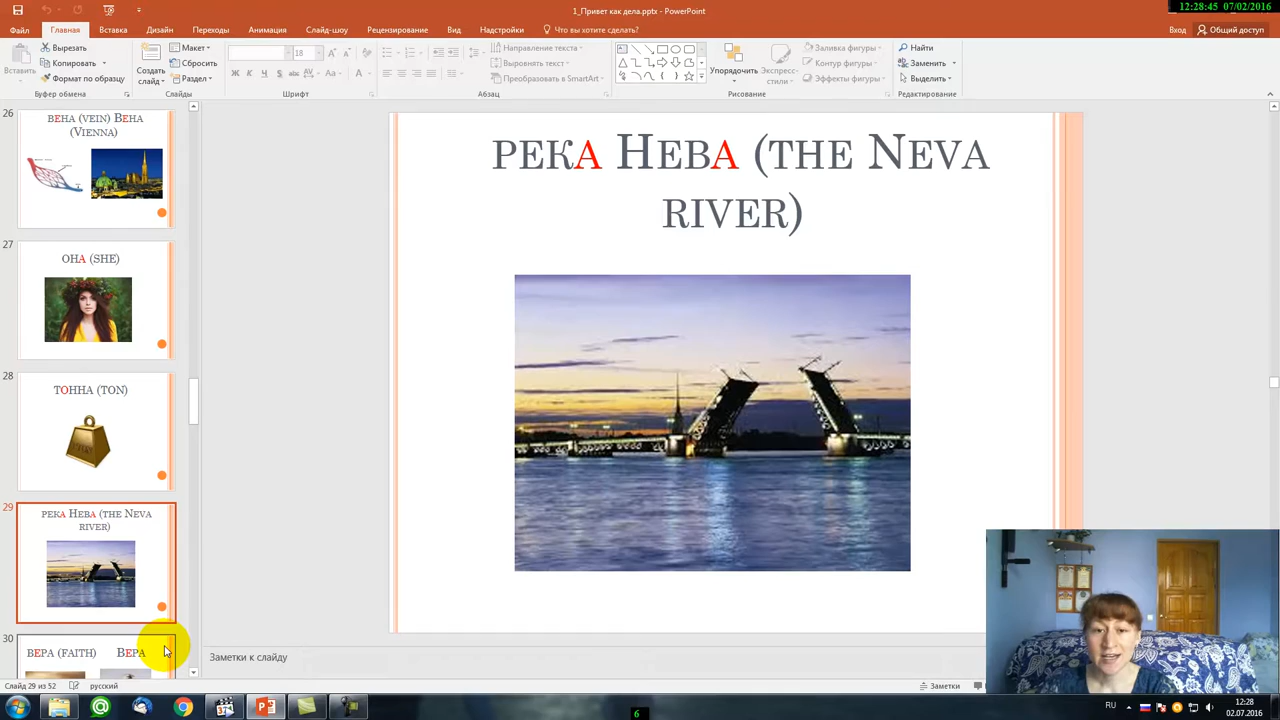 1_Привет как дела.pptx - PowerPoint
12:28:45 07/02/2016
Файл Главная Вставка Дизайн Переходы Анимация Слайд-шоу Рецензирование Вид Надстройки Что вы хотите сделать? Вход Общий доступ
Вставить
Вырезать
Копировать
Формат по образцу
Буфер обмена
Создать слайд
Макет
Сбросить
Раздел
Слайды
18
Шрифт
Направление текста
Выровнять текст
Преобразовать в SmartArt
Абзац
Упорядочить
Экспресс-стили
Заливка фигуры
Контур фигуры
Эффекты фигуры
Рисование
Найти
Заменить
Выделить
Редактирование
26
ВЕНА (VEIN) ВЕНА
(VIENNA)
27
ОНА (SHE)
28
ТОННА (TON)
29
РЕКА НЕВА (THE NEVA
RIVER)
30
ВЕРА (FAITH) ВЕРА
РЕКА НЕВА (THE NEVA
RIVER)
Заметки к слайду
Слайд 29 из 52 русский Заметки
RU 12:28
02.07.2016
6